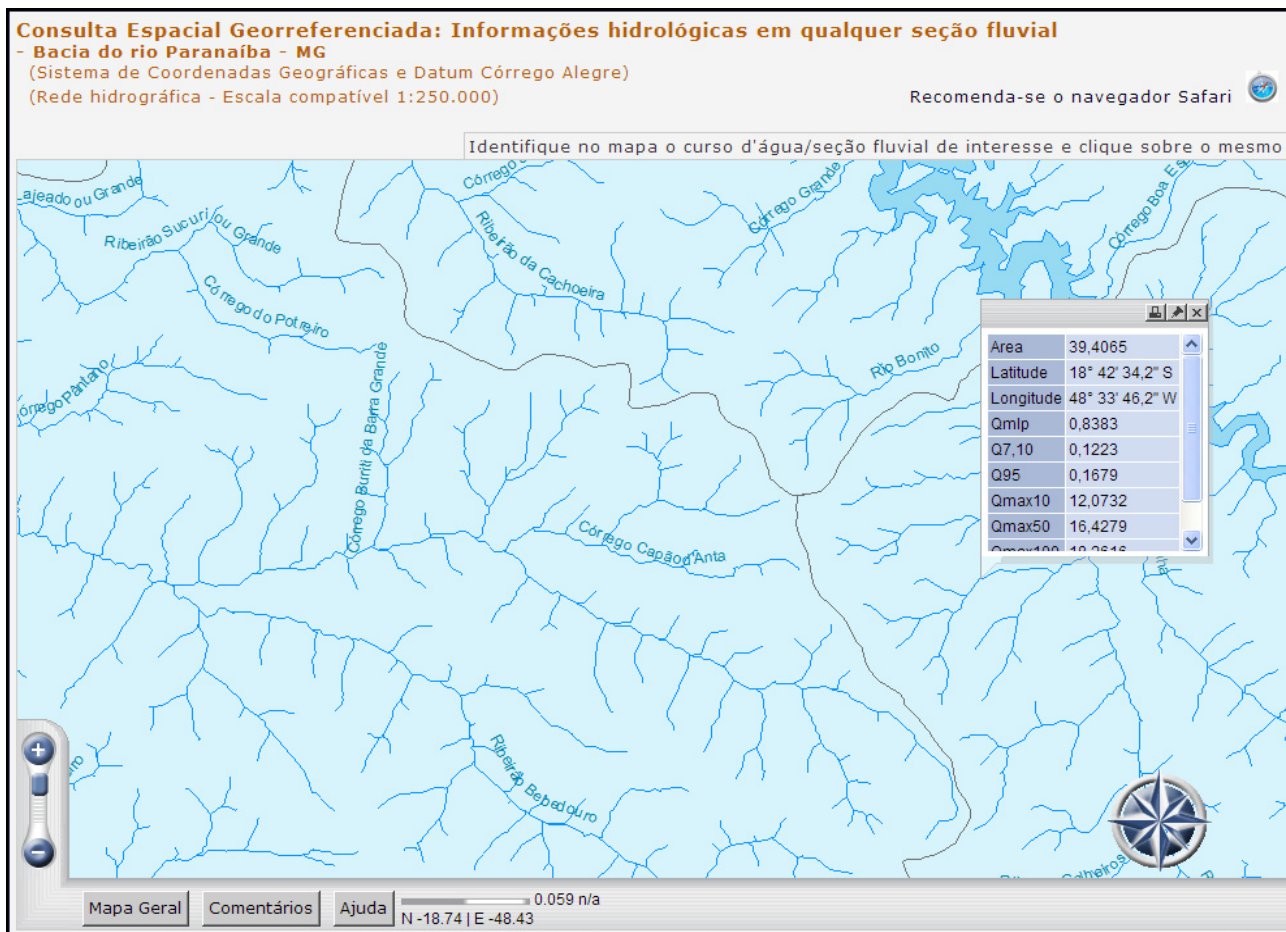 Consulta Espacial Georreferenciada: Informações hidrológicas em qualquer seção fluvial
- Bacia do rio Paranaíba - MG
(Sistema de Coordenadas Geográficas e Datum Córrego Alegre)
(Rede hidrográfica - Escala compatível 1:250.000)
Recomenda-se o navegador Safari
Identifique no mapa o curso d'água/seção fluvial de interesse e clique sobre o mesmo
ajeado ou Grande
Ribeirão Sucuri ou Grande
Córrego do Potreiro
Córrego
Ribeirão da Cachoeira
Córrego Grande
Córrego Boa Es
Rio Bonito
órrego Pântano
Córrego Buriti da Barra Grande
Córrego Capão d'Anta
Ribeirão Bebedouro
Area 39,4065
Latitude 18° 42' 34,2" S
Longitude 48° 33' 46,2" W
Qmlp 0,8383
Q7,10 0,1223
Q95 0,1679
Qmax10 12,0732
Qmax50 16,4279
Qmax100 18,2616
Mapa Geral
Comentários
Ajuda
0.059 n/a
N -18.74 | E -48.43